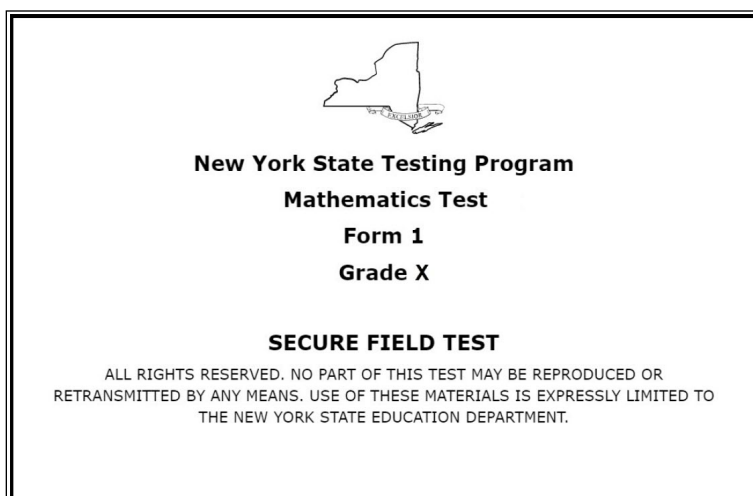 EXCELSIOR
New York State Testing Program
Mathematics Test
Form 1
Grade X
SECURE FIELD TEST
ALL RIGHTS RESERVED. NO PART OF THIS TEST MAY BE REPRODUCED OR
RETRANSMITTED BY ANY MEANS. USE OF THESE MATERIALS IS EXPRESSLY LIMITED TO
THE NEW YORK STATE EDUCATION DEPARTMENT.